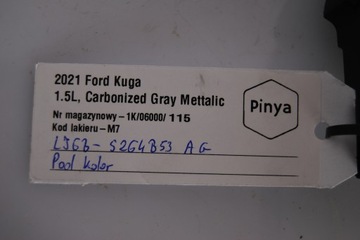 2021 Ford Kuga
1.5L, Carbonized Gray Mettalic
Nr magazynowy – 1K/06000/ 115
Kod lakieru – M7
Pinya
LJ6B - S264B53 AG
Pod kolor